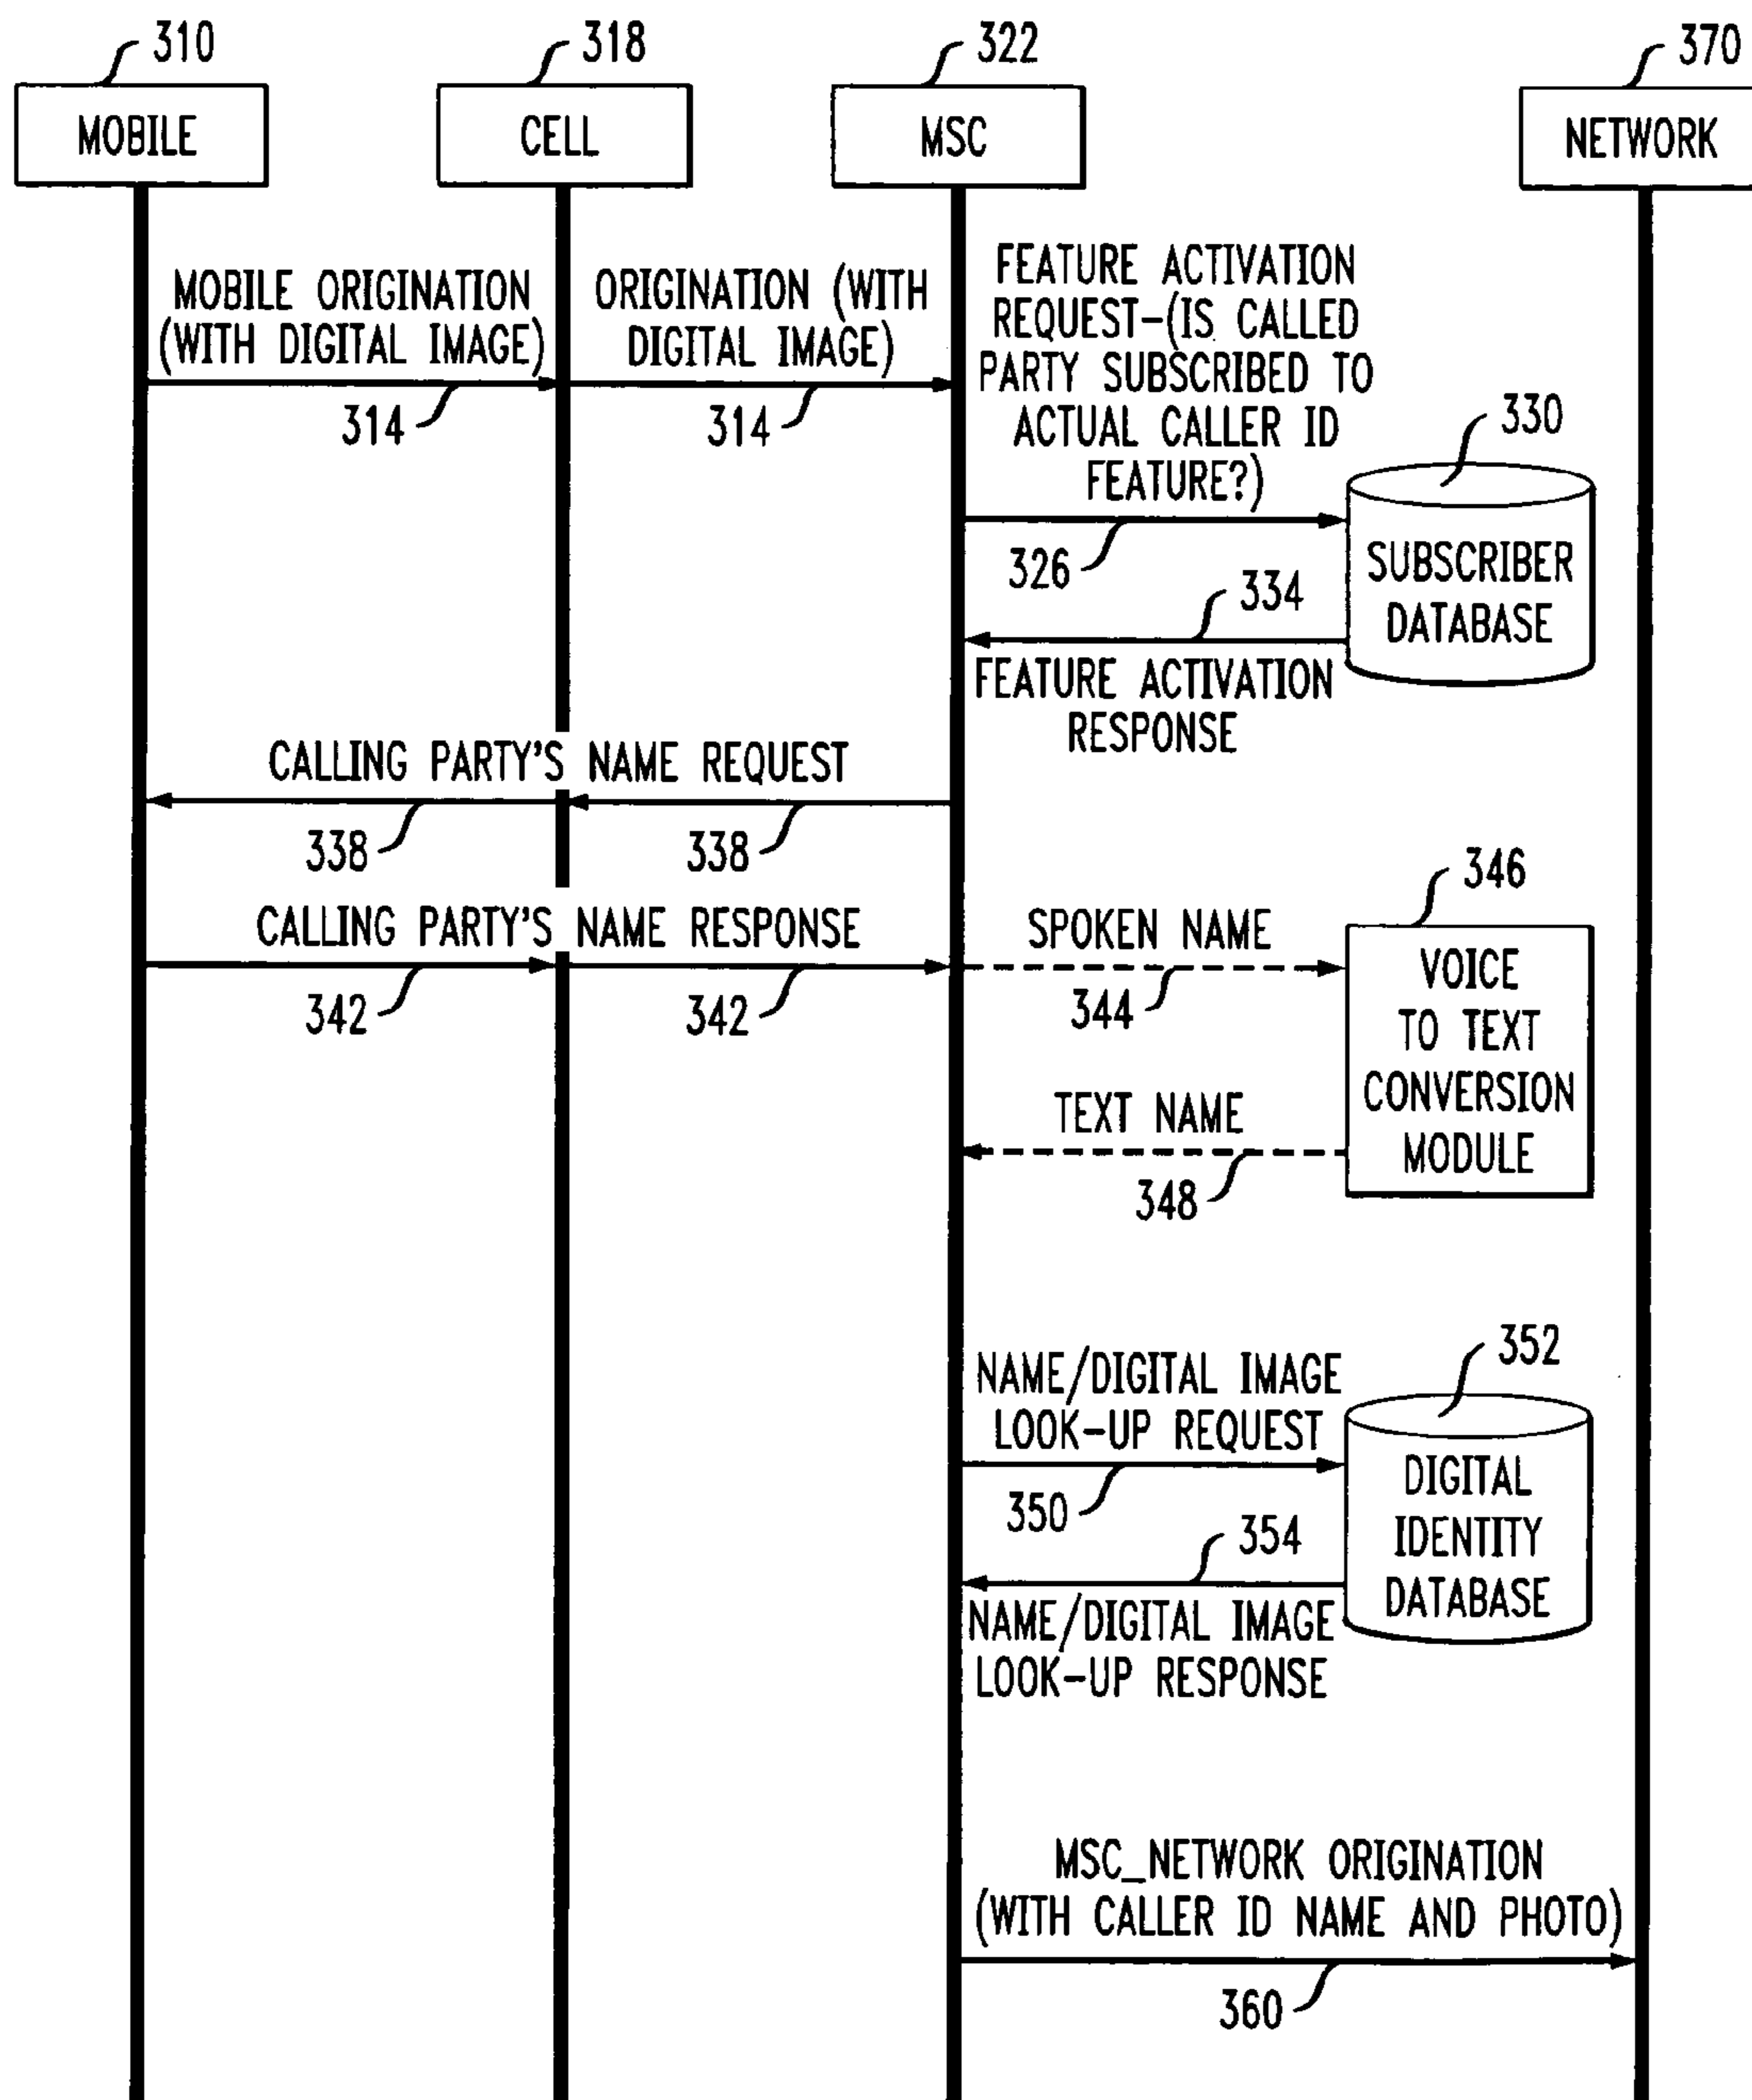 310
318
322
370
MOBILE
CELL
MSC
NETWORK
MOBILE ORIGINATION
(WITH DIGITAL IMAGE)
314
ORIGINATION (WITH
DIGITAL IMAGE)
314
FEATURE ACTIVATION
REQUEST-(IS CALLED
PARTY SUBSCRIBED TO
ACTUAL CALLER ID
FEATURE?)
326
330
SUBSCRIBER
DATABASE
334
FEATURE ACTIVATION
RESPONSE
CALLING PARTY'S NAME REQUEST
338
338
CALLING PARTY'S NAME RESPONSE
342
342
SPOKEN NAME
344
346
VOICE
TO TEXT
CONVERSION
MODULE
TEXT NAME
348
NAME/DIGITAL IMAGE
LOOK-UP REQUEST
350
352
DIGITAL
IDENTITY
DATABASE
354
NAME/DIGITAL IMAGE
LOOK-UP RESPONSE
MSC_NETWORK ORIGINATION
(WITH CALLER ID NAME AND PHOTO)
360